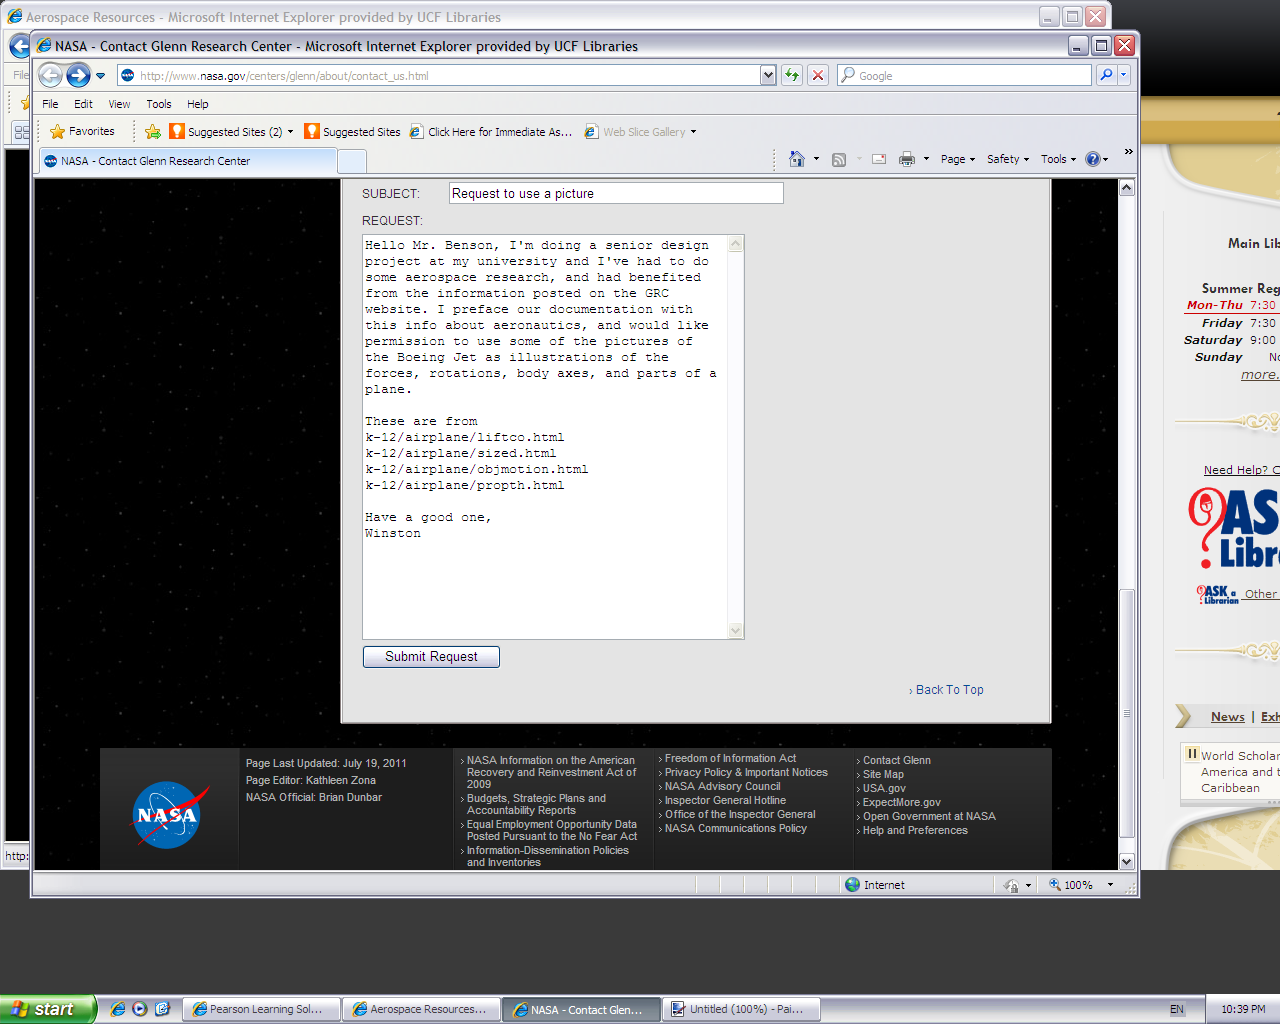 Aerospace Resources - Microsoft Internet Explorer provided by UCF Libraries
NASA - Contact Glenn Research Center - Microsoft Internet Explorer provided by UCF Libraries
http://www.nasa.gov/centers/glenn/about/contact_us.html
Google
File Edit View Tools Help
Favorites Suggested Sites (2) Suggested Sites Click Here for Immediate As... Web Slice Gallery
NASA - Contact Glenn Research Center
Page Safety Tools
SUBJECT: Request to use a picture
REQUEST:
Hello Mr. Benson, I'm doing a senior design
project at my university and I've had to do
some aerospace research, and had benefited
from the information posted on the GRC
website. I preface our documentation with
this info about aeronautics, and would like
permission to use some of the pictures of
the Boeing Jet as illustrations of the
forces, rotations, body axes, and parts of a
plane.
These are from
k-12/airplane/liftco.html
k-12/airplane/sized.html
k-12/airplane/objmotion.html
k-12/airplane/propth.html
Have a good one,
Winston
Submit Request
› Back To Top
NASA
Page Last Updated: July 19, 2011
Page Editor: Kathleen Zona
NASA Official: Brian Dunbar
› NASA Information on the American
Recovery and Reinvestment Act of
2009
› Budgets, Strategic Plans and
Accountability Reports
› Equal Employment Opportunity Data
Posted Pursuant to the No Fear Act
› Information-Dissemination Policies
and Inventories
› Freedom of Information Act
› Privacy Policy & Important Notices
› NASA Advisory Council
› Inspector General Hotline
› Office of the Inspector General
› NASA Communications Policy
› Contact Glenn
› Site Map
› USA.gov
› ExpectMore.gov
› Open Government at NASA
› Help and Preferences
Internet
100%
File
http:
Main Lib
Summer Reg
Mon-Thu 7:30
Friday 7:30
Saturday 9:00
Sunday No
more.
Need Help? C
AS
Libr
ASK a Librarian Other
News | Exh
World Scholar
America and t
Caribbean
start
Pearson Learning Sol...
Aerospace Resources...
NASA - Contact Glen...
Untitled (100%) - Pai...
EN
10:39 PM